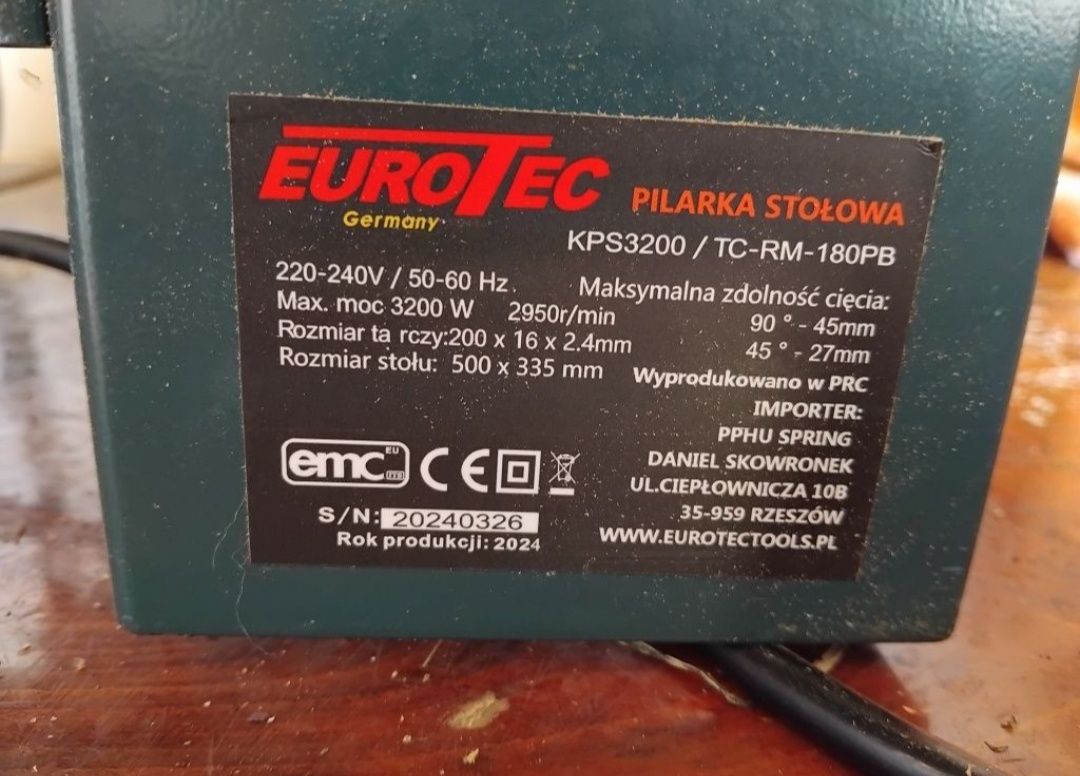 EUROTEC
Germany
PILARKA STOŁOWA
KPS3200 / TC-RM-180PB
220-240V / 50-60 Hz
Max. moc 3200 W 2950r/min
Rozmiar ta rczy:200 x 16 x 2.4mm
Rozmiar stołu: 500 x 335 mm
Maksymalna zdolność cięcia:
90 ° - 45mm
45 ° - 27mm
Wyprodukowano w PRC
IMPORTER:
PPHU SPRING
DANIEL SKOWRONEK
UL.CIEPŁOWNICZA 10B
35-959 RZESZÓW
WWW.EUROTECTOOLS.PL
emc EU
CE
S/N: 20240326
Rok produkcji: 2024